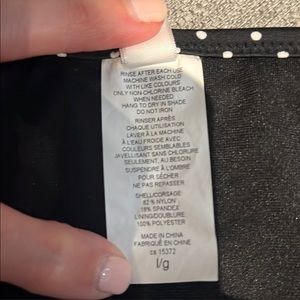 RINSE AFTER EACH USE
MACHINE WASH COLD
WITH LIKE COLOURS
ONLY NON-CHLORINE BLEACH
WHEN NEEDED
HANG TO DRY IN SHADE
DO NOT IRON
RINSER APRÈS
CHAQUE UTILISATION
LAVER À LA MACHINE
À L'EAU FROIDE AVEC
COULEURS SEMBLABLES
JAVELLISANT SANS CHLORURE
SEULEMENT, AU BESOIN
SUSPENDRE À L'OMBRE
POUR SÉCHER
NE PAS REPASSER
SHELL/CORSAGE:
82% NYLON
18% SPANDEX
LINING/DOUBLURE:
100% POLYESTER
MADE IN CHINA
FABRIQUÉ EN CHINE
ca 15372
l/g